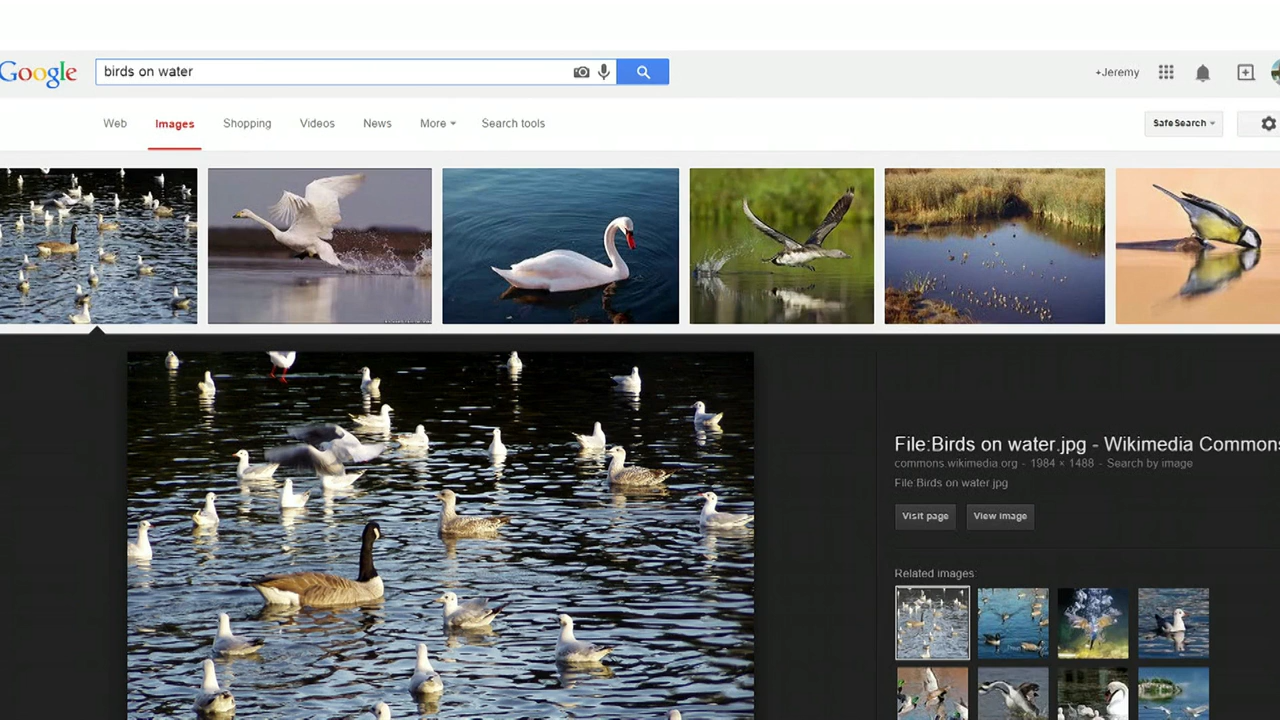 Google
birds on water
+Jeremy
Web Images Shopping Videos News More Search tools
SafeSearch
File:Birds on water.jpg - Wikimedia Commons
commons.wikimedia.org - 1984 × 1488 - Search by image
File Birds on water.jpg
Visit page View image
Related images: